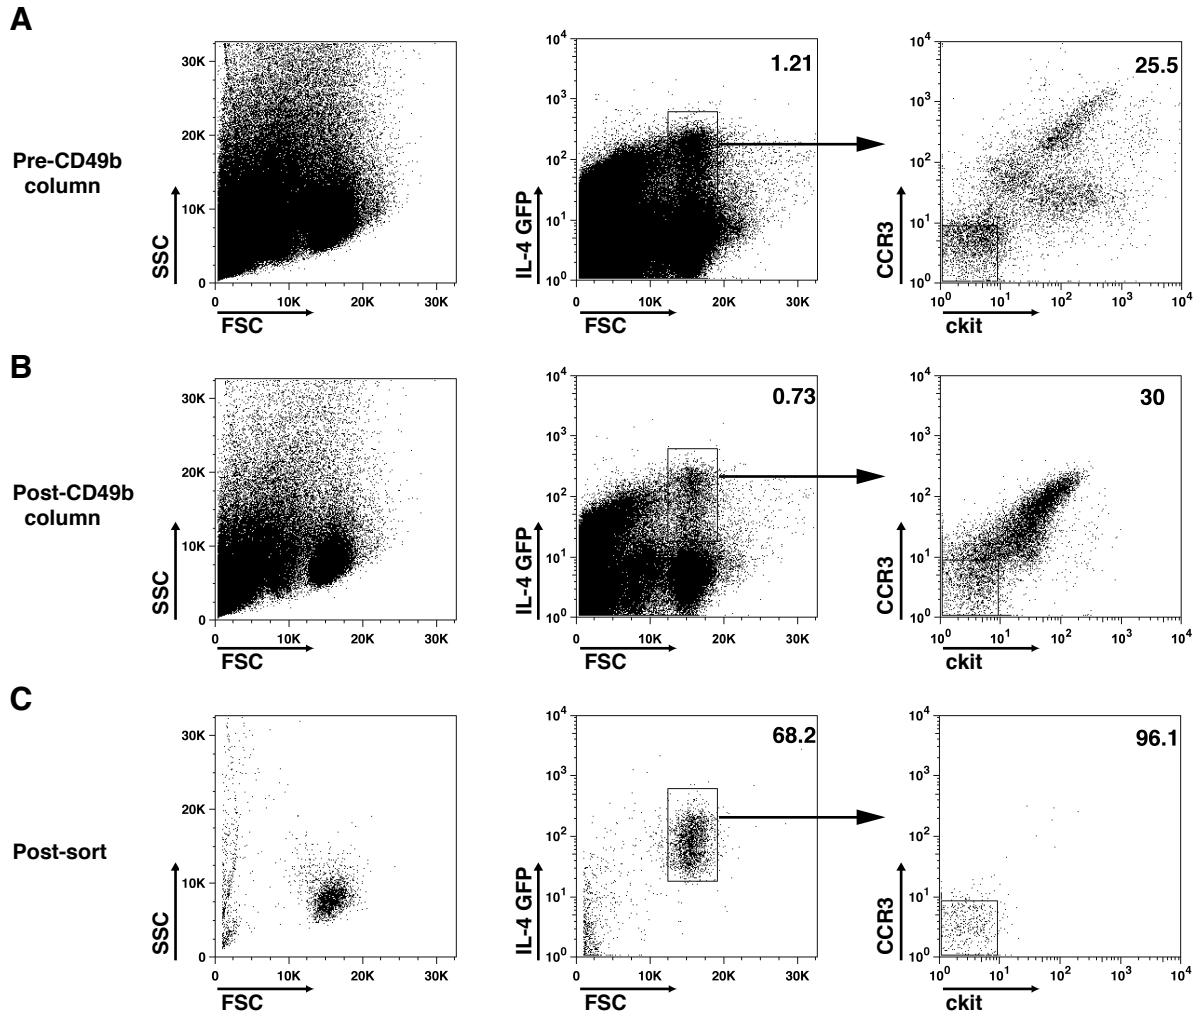 A
Pre-CD49b
column
30K
20K
10K
0
SSC
0 10K 20K 30K
FSC
1.21
10^4
10^3
10^2
10^1
10^0
IL-4 GFP
0 10K 20K 30K
FSC
25.5
10^4
10^3
10^2
10^1
10^0
CCR3
10^0 10^1 10^2 10^3 10^4
ckit
B
Post-CD49b
column
30K
20K
10K
0
SSC
0 10K 20K 30K
FSC
0.73
10^4
10^3
10^2
10^1
10^0
IL-4 GFP
0 10K 20K 30K
FSC
30
10^4
10^3
10^2
10^1
10^0
CCR3
10^0 10^1 10^2 10^3 10^4
ckit
C
Post-sort
30K
20K
10K
0
SSC
0 10K 20K 30K
FSC
68.2
10^4
10^3
10^2
10^1
10^0
IL-4 GFP
0 10K 20K 30K
FSC
96.1
10^4
10^3
10^2
10^1
10^0
CCR3
10^0 10^1 10^2 10^3 10^4
ckit